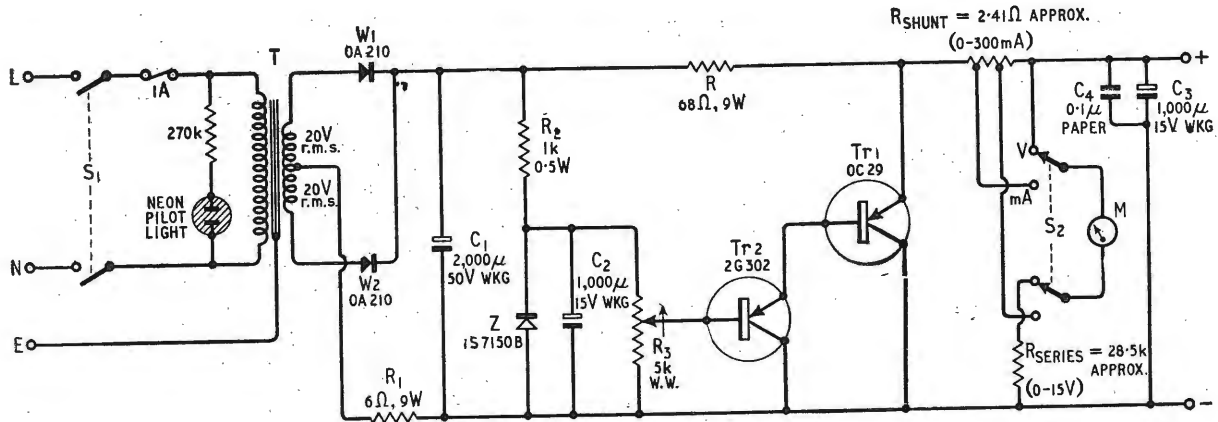 L
S1
N
E
1A
270k
NEON
PILOT
LIGHT
T
20V
r.m.s.
20V
r.m.s.
W1
OA210
W2
OA210
R1
6Ω, 9W
C1
2,000μ
50V WKG
R2
1k
0·5W
Z
1S7150B
C2
1,000μ
15V WKG
R3
5k
W.W.
R
68Ω, 9W
Tr2
2G302
Tr1
OC29
RSHUNT = 2·41Ω APPROX.
(0-300mA)
V
mA
S2
M
RSERIES = 28·5k
APPROX.
(0-15V)
C4
0·1μ
PAPER
C3
1,000μ
15V WKG
+
−